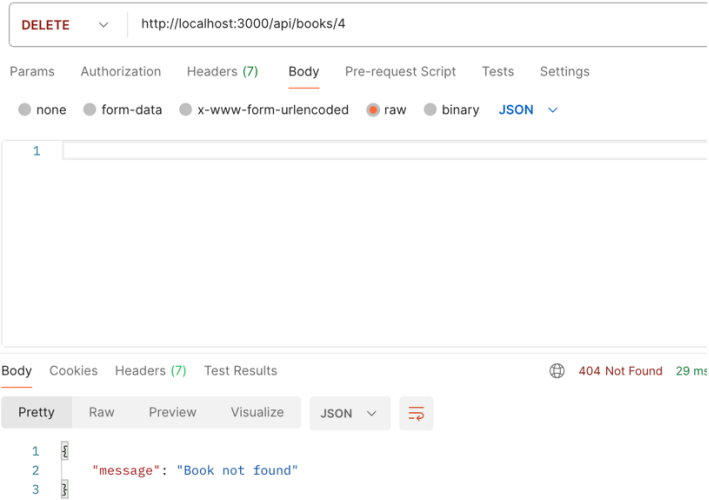 DELETE http://localhost:3000/api/books/4
Params Authorization Headers (7) Body Pre-request Script Tests Settings
none form-data x-www-form-urlencoded raw binary JSON
1
Body Cookies Headers (7) Test Results 404 Not Found 29 ms
Pretty Raw Preview Visualize JSON
1 {
2 "message": "Book not found"
3 }